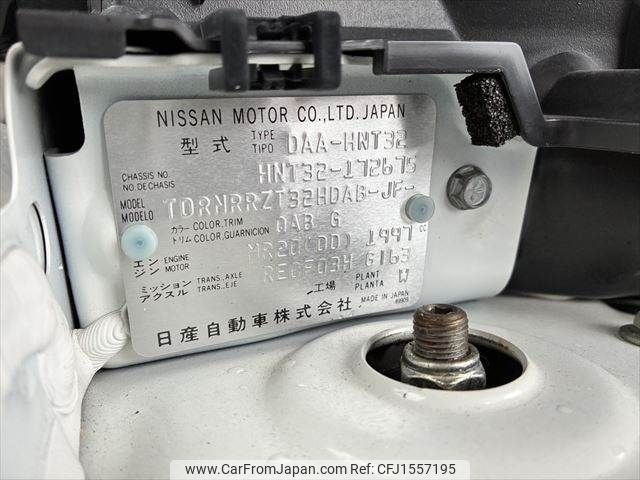 NISSAN MOTOR CO.,LTD. JAPAN
型式 TYPE TIPO DAA-HNT32
CHASSIS NO NO DE CHASIS HNT32-172675
MODEL MODELO TDRNRRZT32HDAB-JF-
カラー COLOR,TRIM
トリム COLOR,GUARNICION QAB G
エン ENGINE
ジン MOTOR MR20(DD) 1997 CC
ミッション TRANS.,AXLE
アクスル TRANS.,EJE RE0F03H G163
工場 PLANT PLANTA W
日産自動車株式会社 MADE IN JAPAN
www.CarFromJapan.com | carused.jp | CFJ CFJ1557195